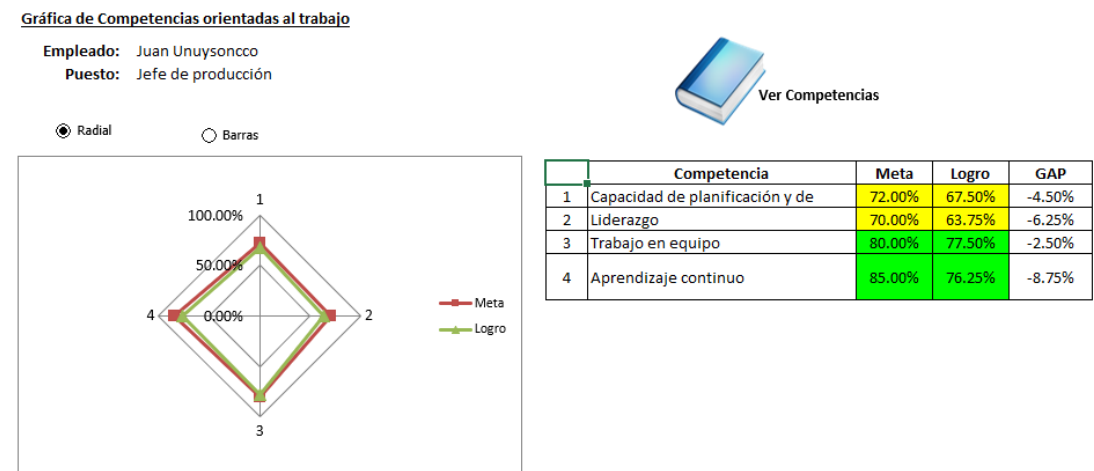 Gráfica de Competencias orientadas al trabajo
Empleado: Juan Unuysoncco
Puesto: Jefe de producción
Ver Competencias
Radial
Barras
1
100.00%
50.00%
4
0.00%
2
3
Meta
Logro
Competencia Meta Logro GAP
1 Capacidad de planificación y de 72.00% 67.50% -4.50%
2 Liderazgo 70.00% 63.75% -6.25%
3 Trabajo en equipo 80.00% 77.50% -2.50%
4 Aprendizaje continuo 85.00% 76.25% -8.75%